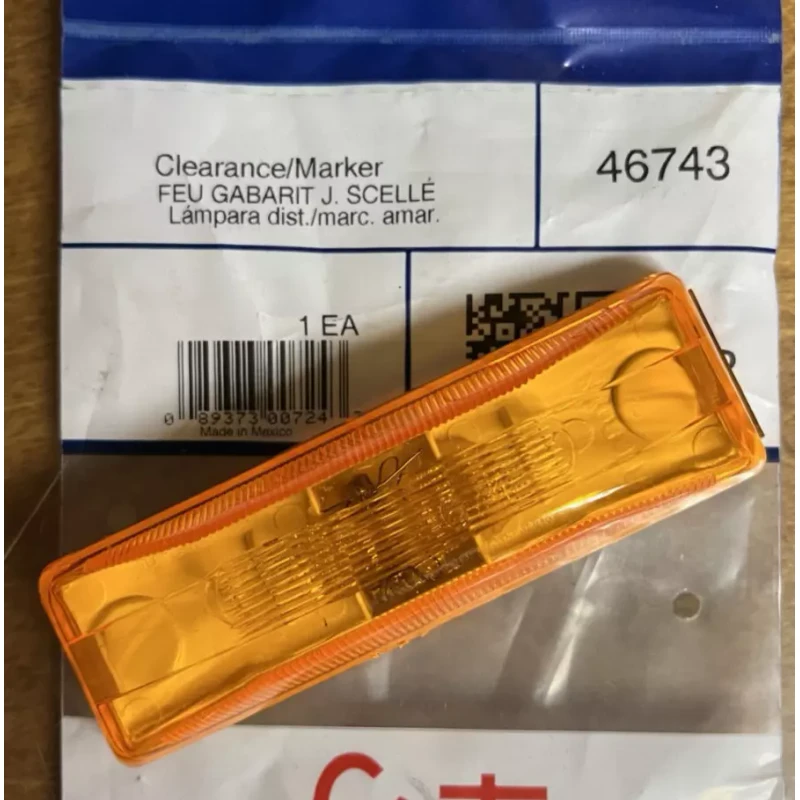 Clearance/Marker
FEU GABARIT J. SCELLÉ
Lámpara dist./marc. amar.
46743
1 EA
0 89373 00724
Made in Mexico